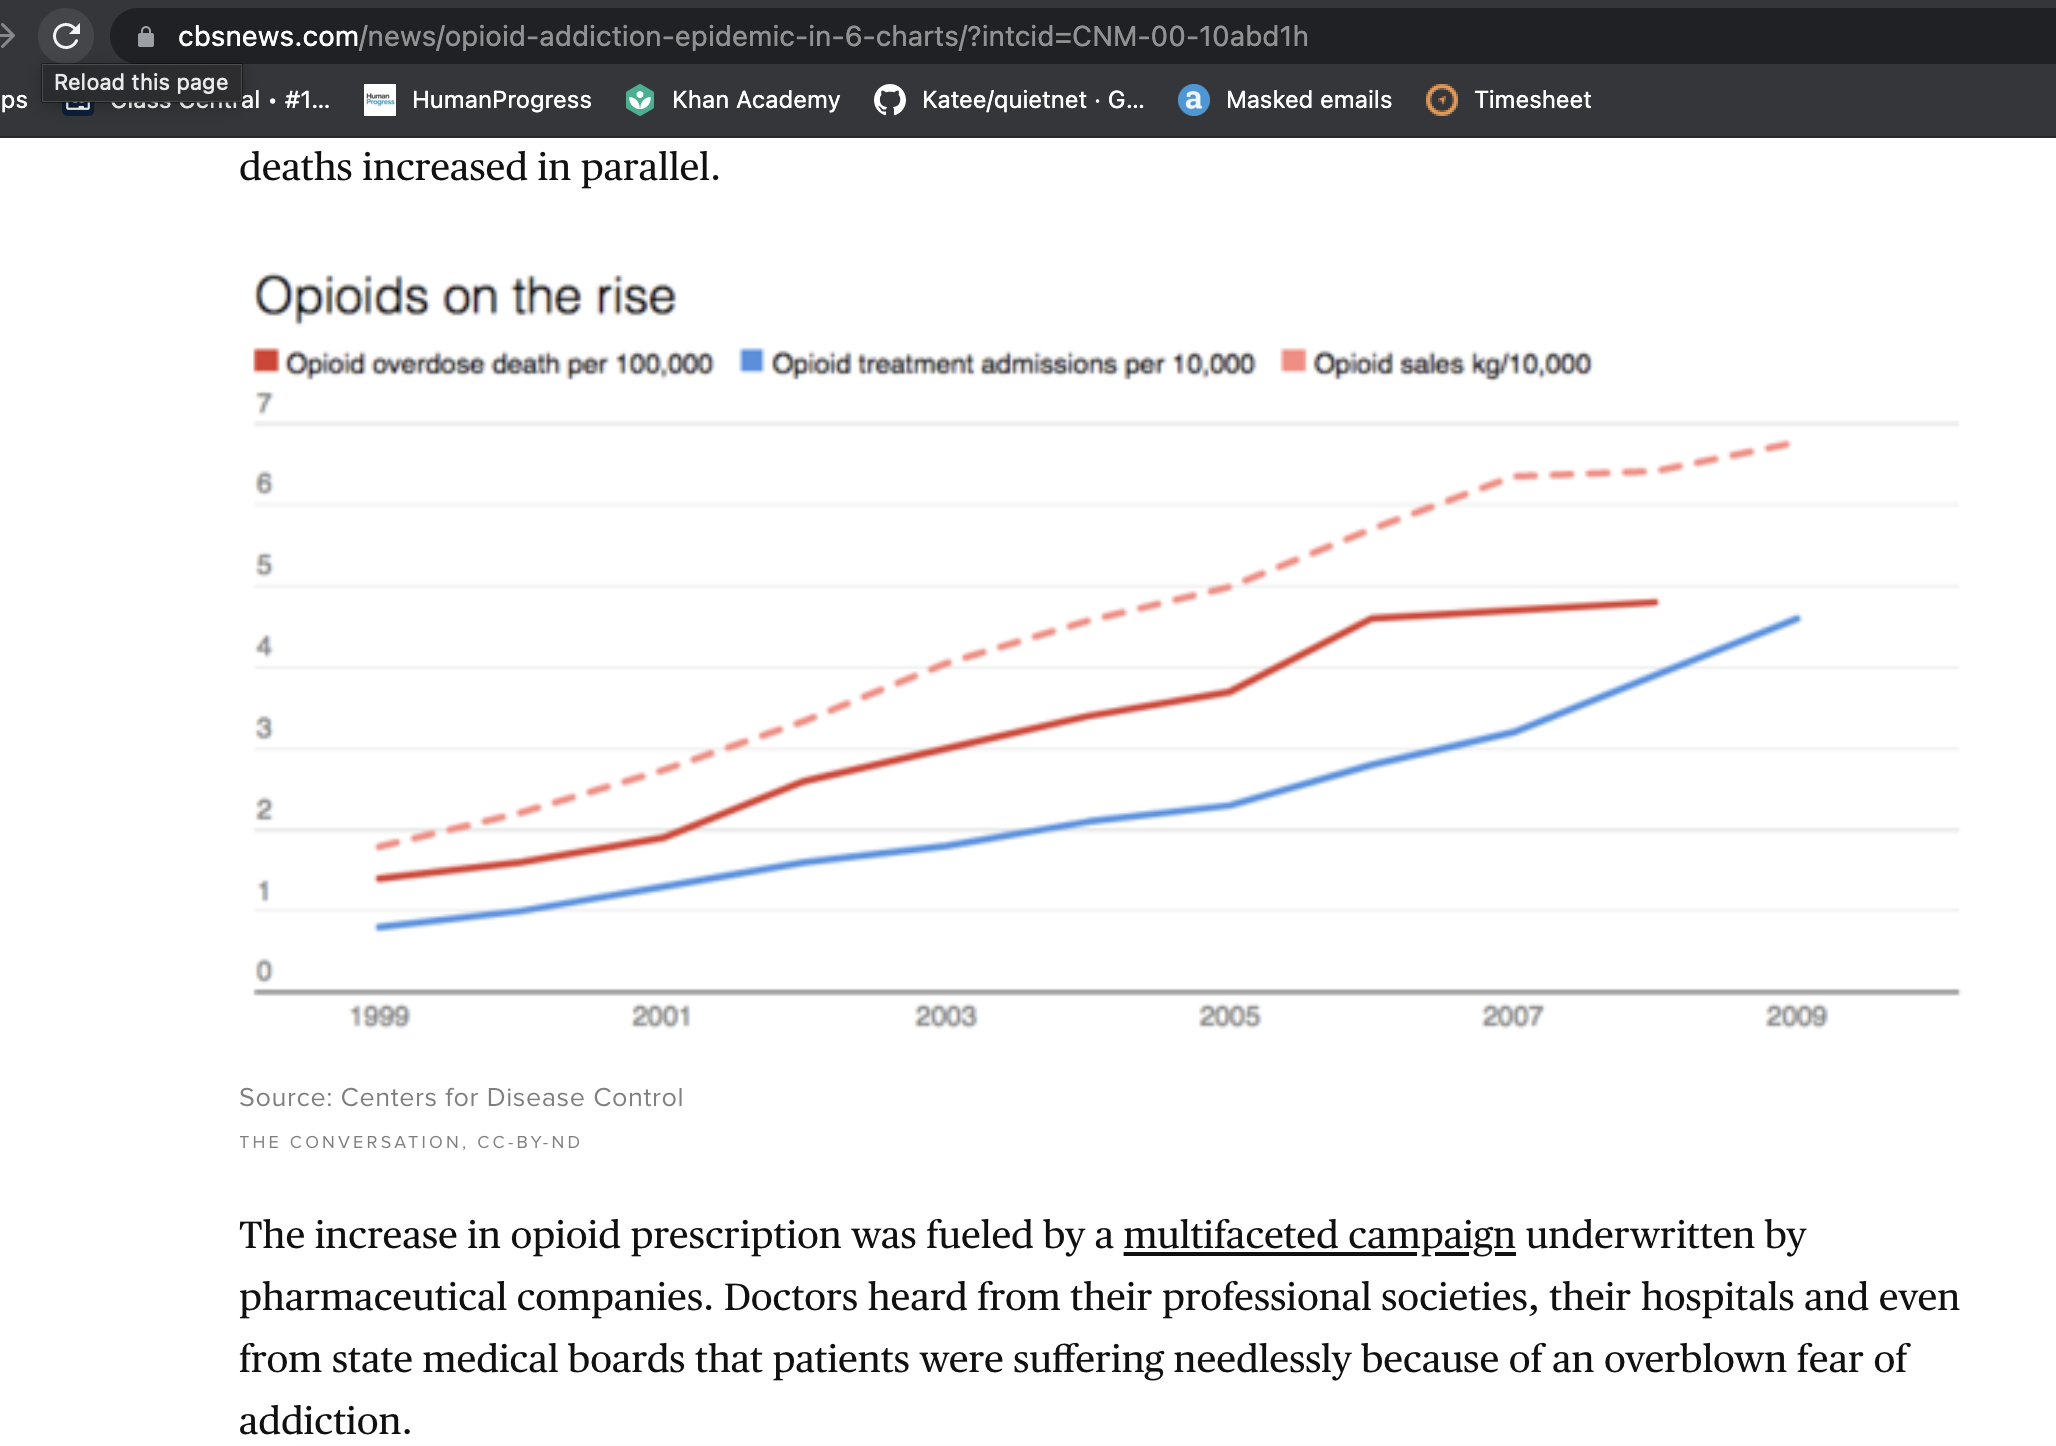 cbsnews.com/news/opioid-addiction-epidemic-in-6-charts/?intcid=CNM-00-10abd1h
Reload this page
ps
Class Central • #1...
Human Progress
HumanProgress
Khan Academy
Katee/quietnet · G...
a
Masked emails
Timesheet
deaths increased in parallel.
Opioids on the rise
Opioid overdose death per 100,000
Opioid treatment admissions per 10,000
Opioid sales kg/10,000
7
6
5
4
3
2
1
0
1999 2001 2003 2005 2007 2009
Source: Centers for Disease Control
THE CONVERSATION, CC-BY-ND
The increase in opioid prescription was fueled by a multifaceted campaign underwritten by
pharmaceutical companies. Doctors heard from their professional societies, their hospitals and even
from state medical boards that patients were suffering needlessly because of an overblown fear of
addiction.